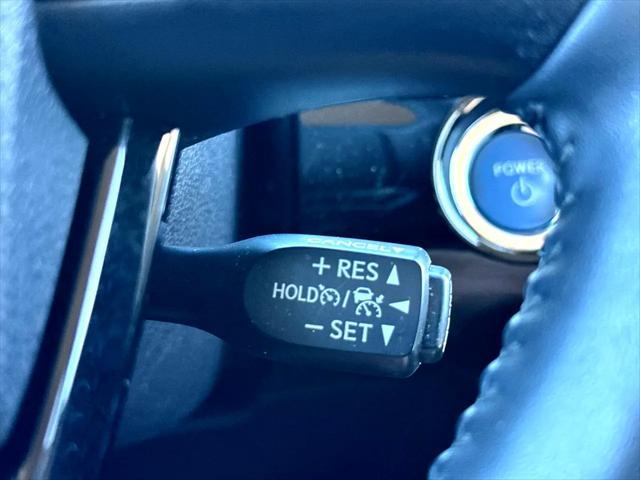 POWER
CANCEL
+ RES
HOLD /
- SET